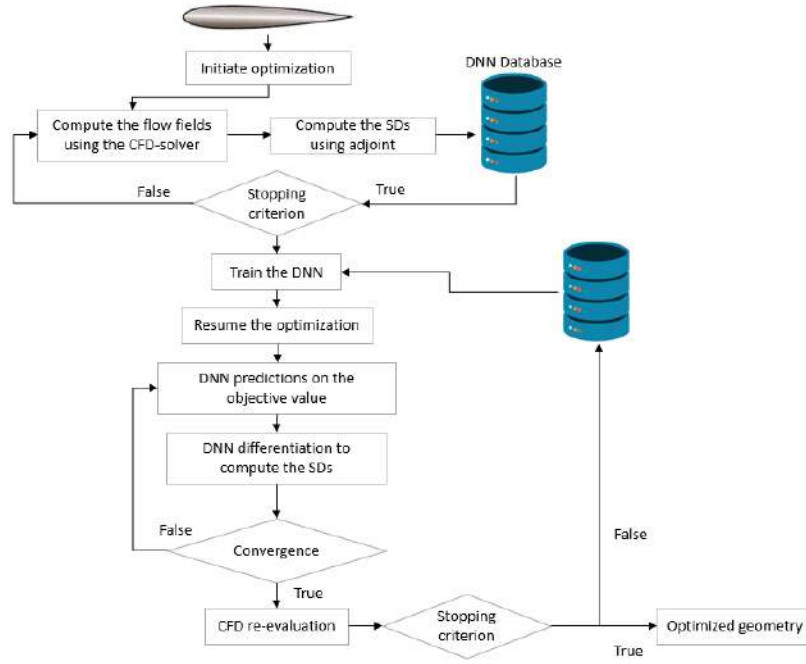 Initiate optimization
DNN Database
Compute the flow fields
using the CFD-solver
Compute the SDs
using adjoint
False
True
Stopping
criterion
Train the DNN
Resume the optimization
DNN predictions on the
objective value
DNN differentiation to
compute the SDs
False
Convergence
False
True
CFD re-evaluation
Stopping
criterion
Optimized geometry
True